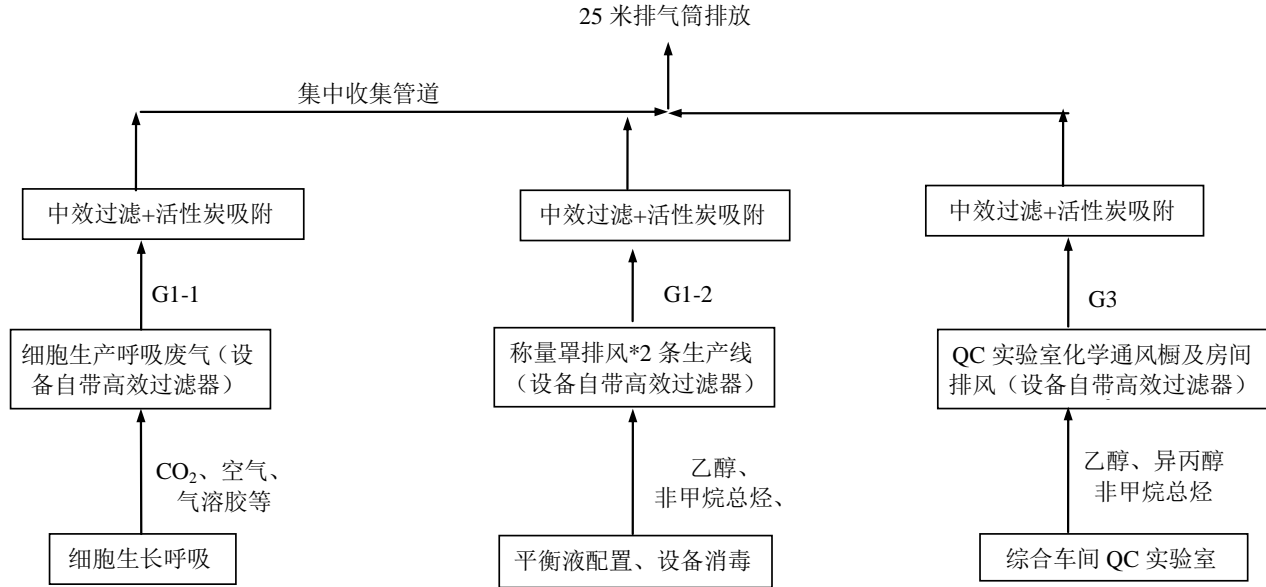 25 米排气筒排放
集中收集管道
中效过滤+活性炭吸附
中效过滤+活性炭吸附
中效过滤+活性炭吸附
G1-1
G1-2
G3
细胞生产呼吸废气（设
备自带高效过滤器）
称量罩排风*2 条生产线
（设备自带高效过滤器）
QC 实验室化学通风橱及房间
排风（设备自带高效过滤器）
CO₂、空气、
气溶胶等
乙醇、
非甲烷总烃、
乙醇、异丙醇
非甲烷总烃
细胞生长呼吸
平衡液配置、设备消毒
综合车间 QC 实验室